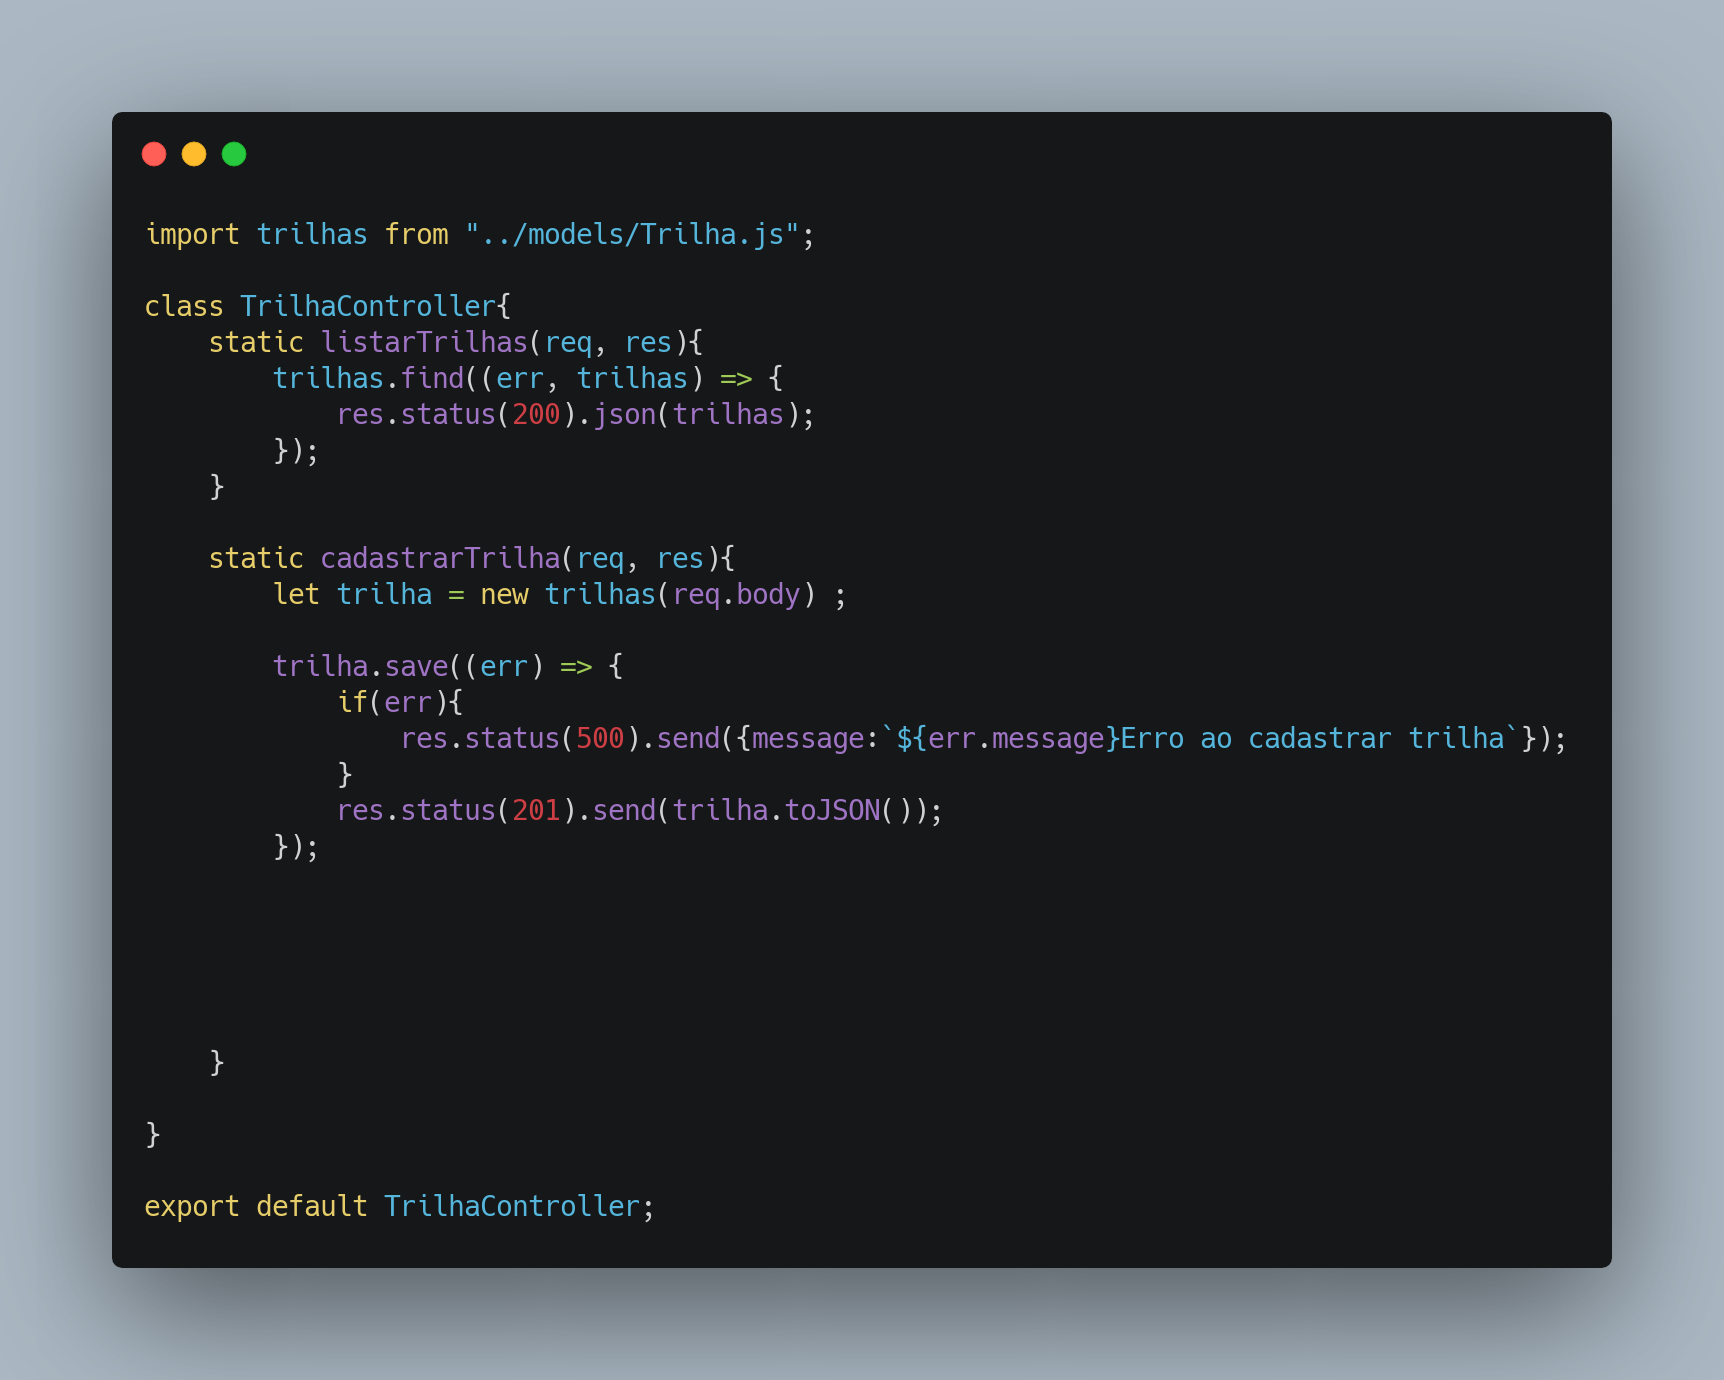 import trilhas from "../models/Trilha.js";
class TrilhaController{
    static listarTrilhas(req, res){
        trilhas.find((err, trilhas) => {
            res.status(200).json(trilhas);
        });
    }
    static cadastrarTrilha(req, res){
        let trilha = new trilhas(req.body) ;
        trilha.save((err) => {
            if(err){
                res.status(500).send({message:`${err.message}Erro ao cadastrar trilha`});
            }
            res.status(201).send(trilha.toJSON());
        });
    }
}
export default TrilhaController;